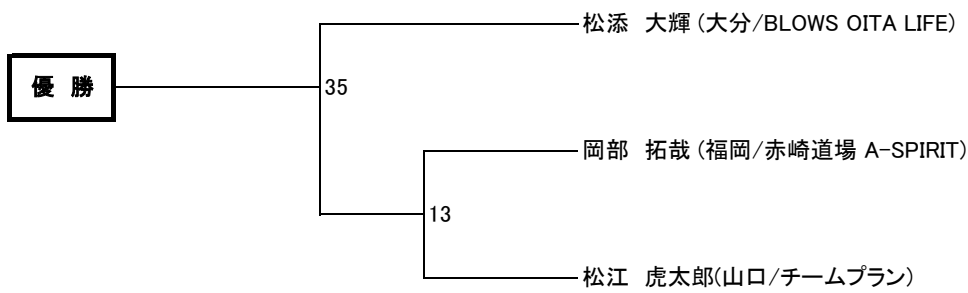 松添 大輝 (大分/BLOWS OITA LIFE)
優 勝
35
岡部 拓哉 (福岡/赤崎道場 A-SPIRIT)
13
松江 虎太郎(山口/チームプラン)